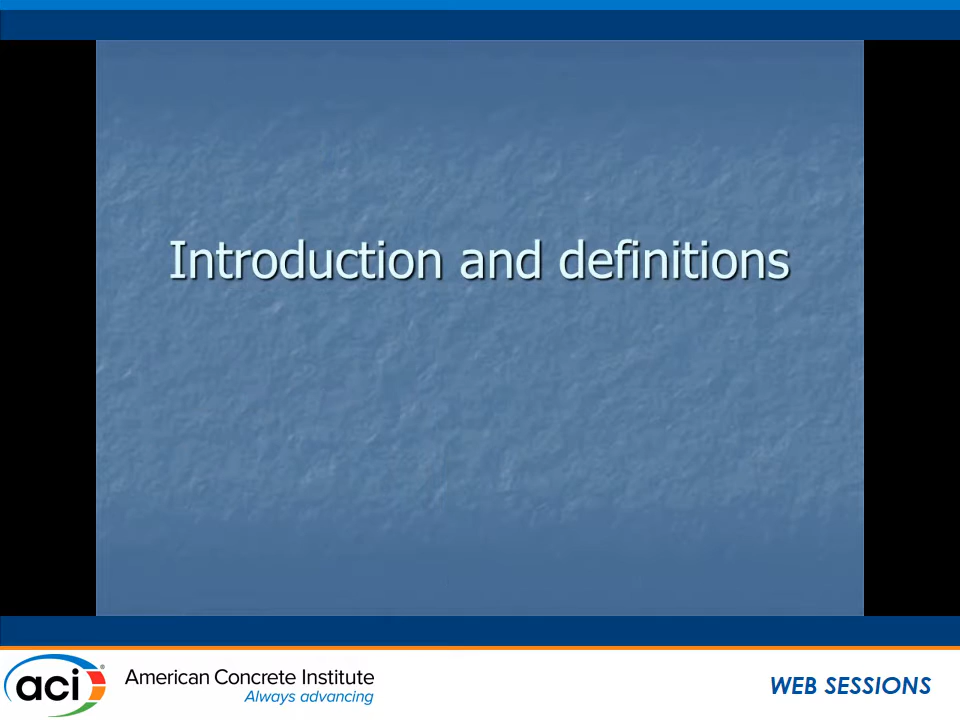 Introduction and definitions
aci®
American Concrete Institute
Always advancing
WEB SESSIONS